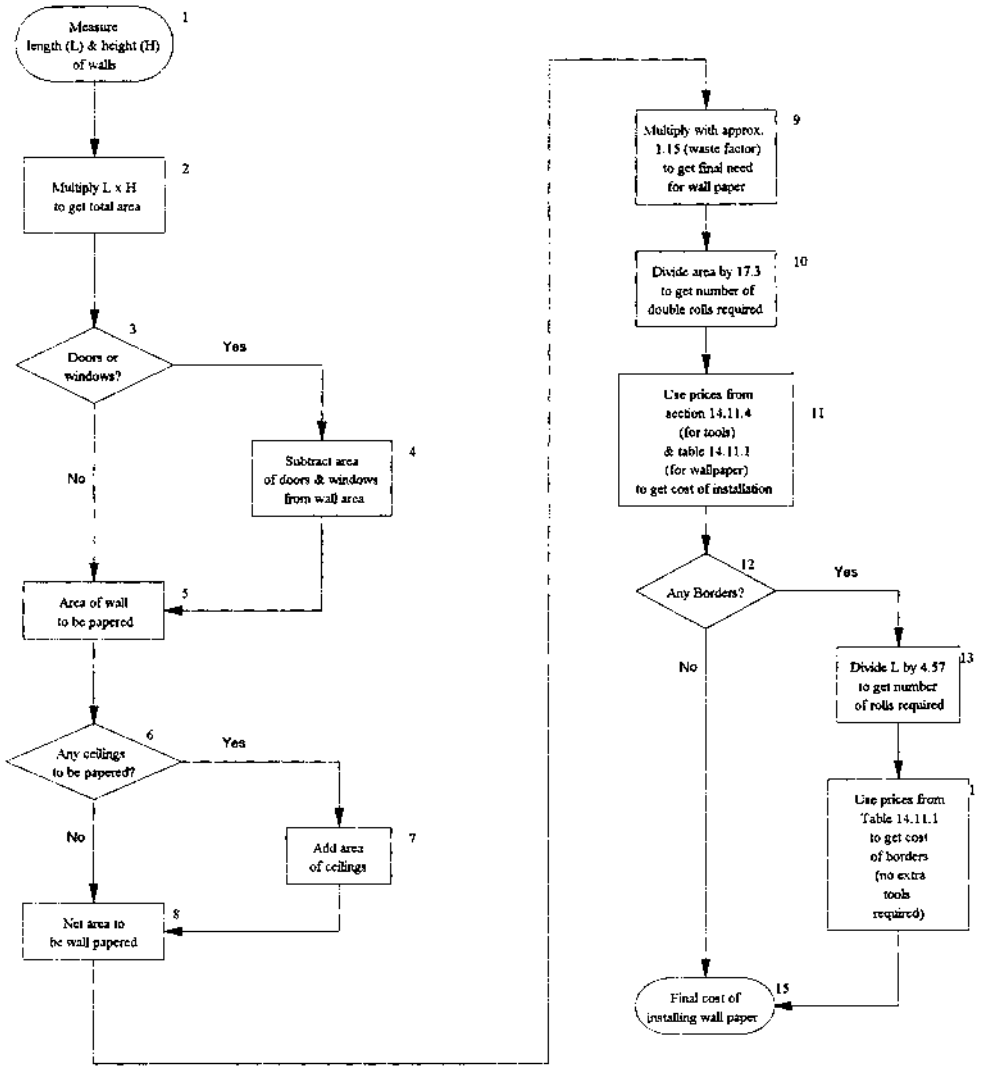 1
Measure
length (L) & height (H)
of walls
2
Multiply L x H
to get total area
3
Doors or
windows?
Yes
No
4
Subtract area
of doors & windows
from wall area
5
Area of wall
to be papered
6
Any ceilings
to be papered?
Yes
No
7
Add area
of ceilings
8
Net area to
be wall papered
9
Multiply with approx.
1.15 (waste factor)
to get final need
for wall paper
10
Divide area by 17.3
to get number of
double rolls required
11
Use prices from
section 14.11.4
(for tools)
& table 14.11.1
(for wallpaper)
to get cost of installation
12
Any Borders?
Yes
No
13
Divide L by 4.57
to get number
of rolls required
1
Use prices from
Table 14.11.1
to get cost
of borders
(no extra
tools
required)
15
Final cost of
installing wall paper